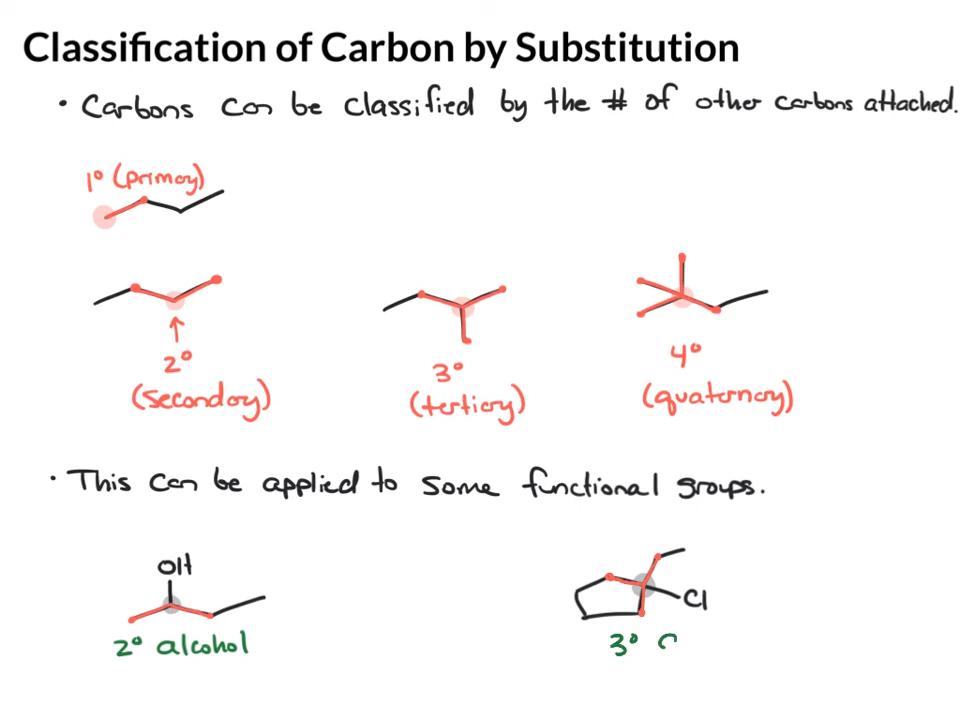 Classification of Carbon by Substitution
• Carbons can be classified by the # of other carbons attached.
1° (primary)
2°
(secondary)
3°
(tertiary)
4°
(quaternary)
• This can be applied to some functional groups.
OH
Cl
2° alcohol
3° c